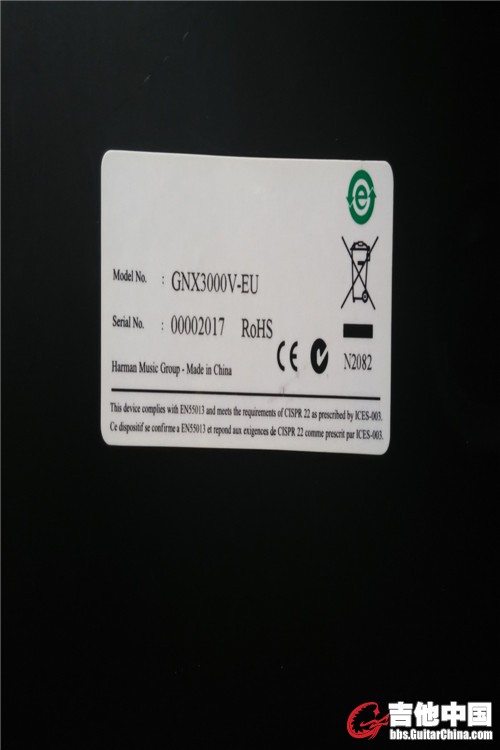 e
Model No. : GNX3000V-EU
Serial No. : 00002017 RoHS
CE N2082
Harman Music Group - Made in China
This device complies with EN55013 and meets the requirements of CISPR 22 as prescribed by ICES-003.
Ce dispositif se confirme a EN55013 et repond aux exigences de CISPR 22 comme prescrit par ICES-003.
吉他中国
bbs.GuitarChina.com